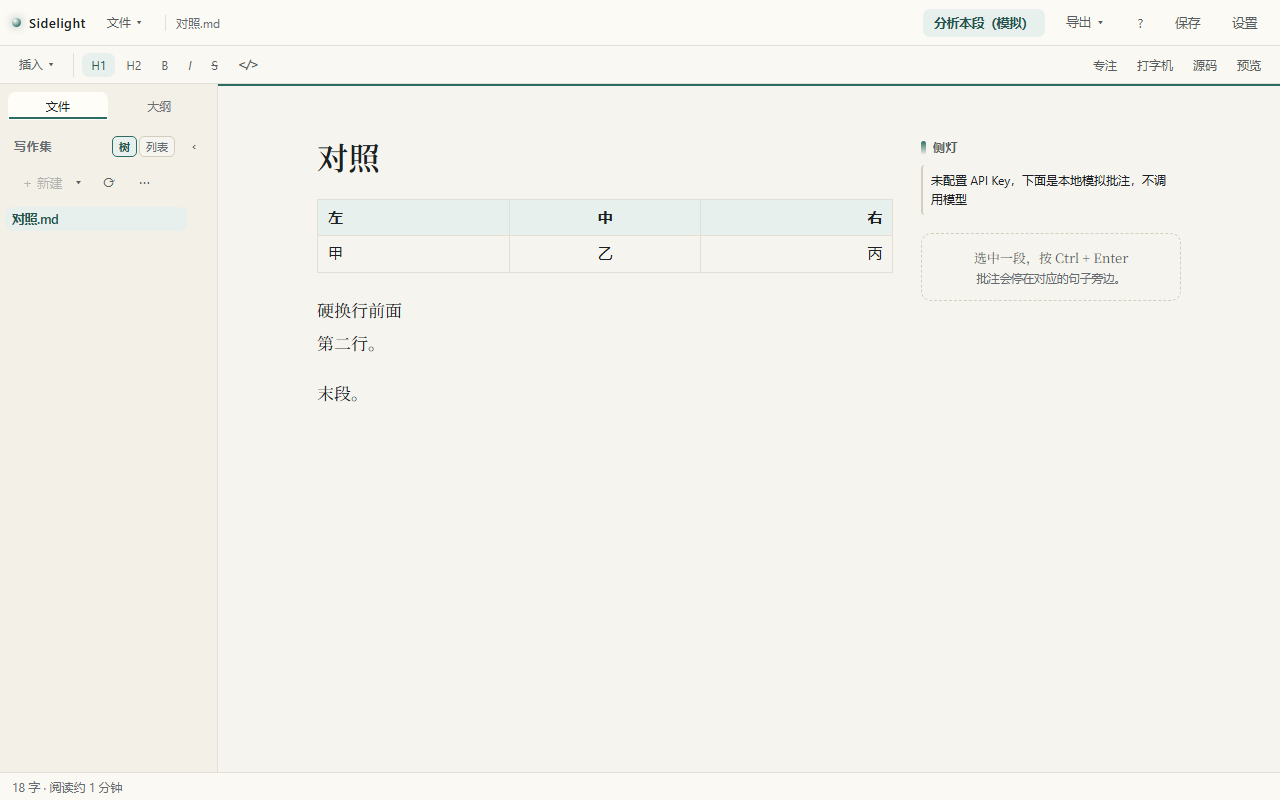 Sidelight 文件 ▾ 对照.md 分析本段（模拟） 导出 ▾ ? 保存 设置
插入 ▾ H1 H2 B I S </> 专注 打字机 源码 预览
文件 大纲
写作集 树 列表 ‹
+ 新建 ▾ ⟳ ···
对照.md
对照
左 中 右
甲 乙 丙
硬换行前面
第二行。
末段。
侧灯
未配置 API Key，下面是本地模拟批注，不调
用模型
选中一段，按 Ctrl + Enter
批注会停在对应的句子旁边。
18 字 · 阅读约 1 分钟